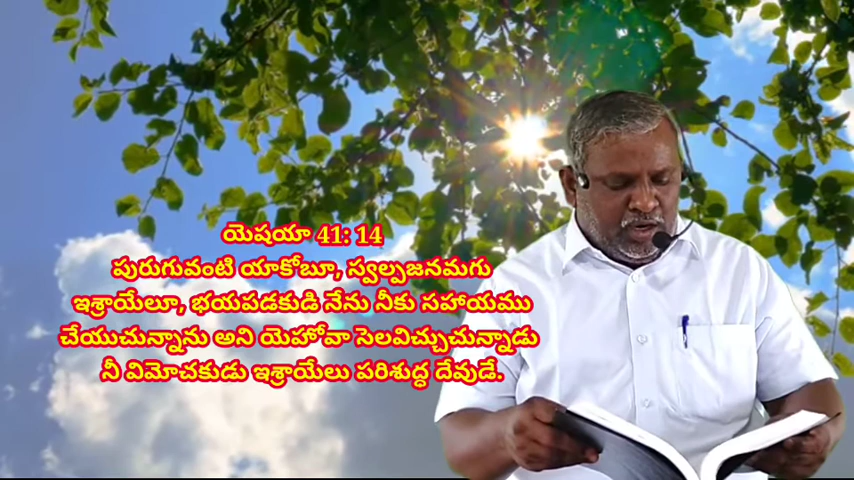 యెషయా 41: 14
పురుగువంటి యాకోబూ, స్వల్పజనమగు
ఇశ్రాయేలూ, భయపడకుడి నేను నీకు సహాయము
చేయుచున్నాను అని యెహోవా సెలవిచ్చుచున్నాడు
నీ విమోచకుడు ఇశ్రాయేలు పరిశుద్ధ దేవుడే.